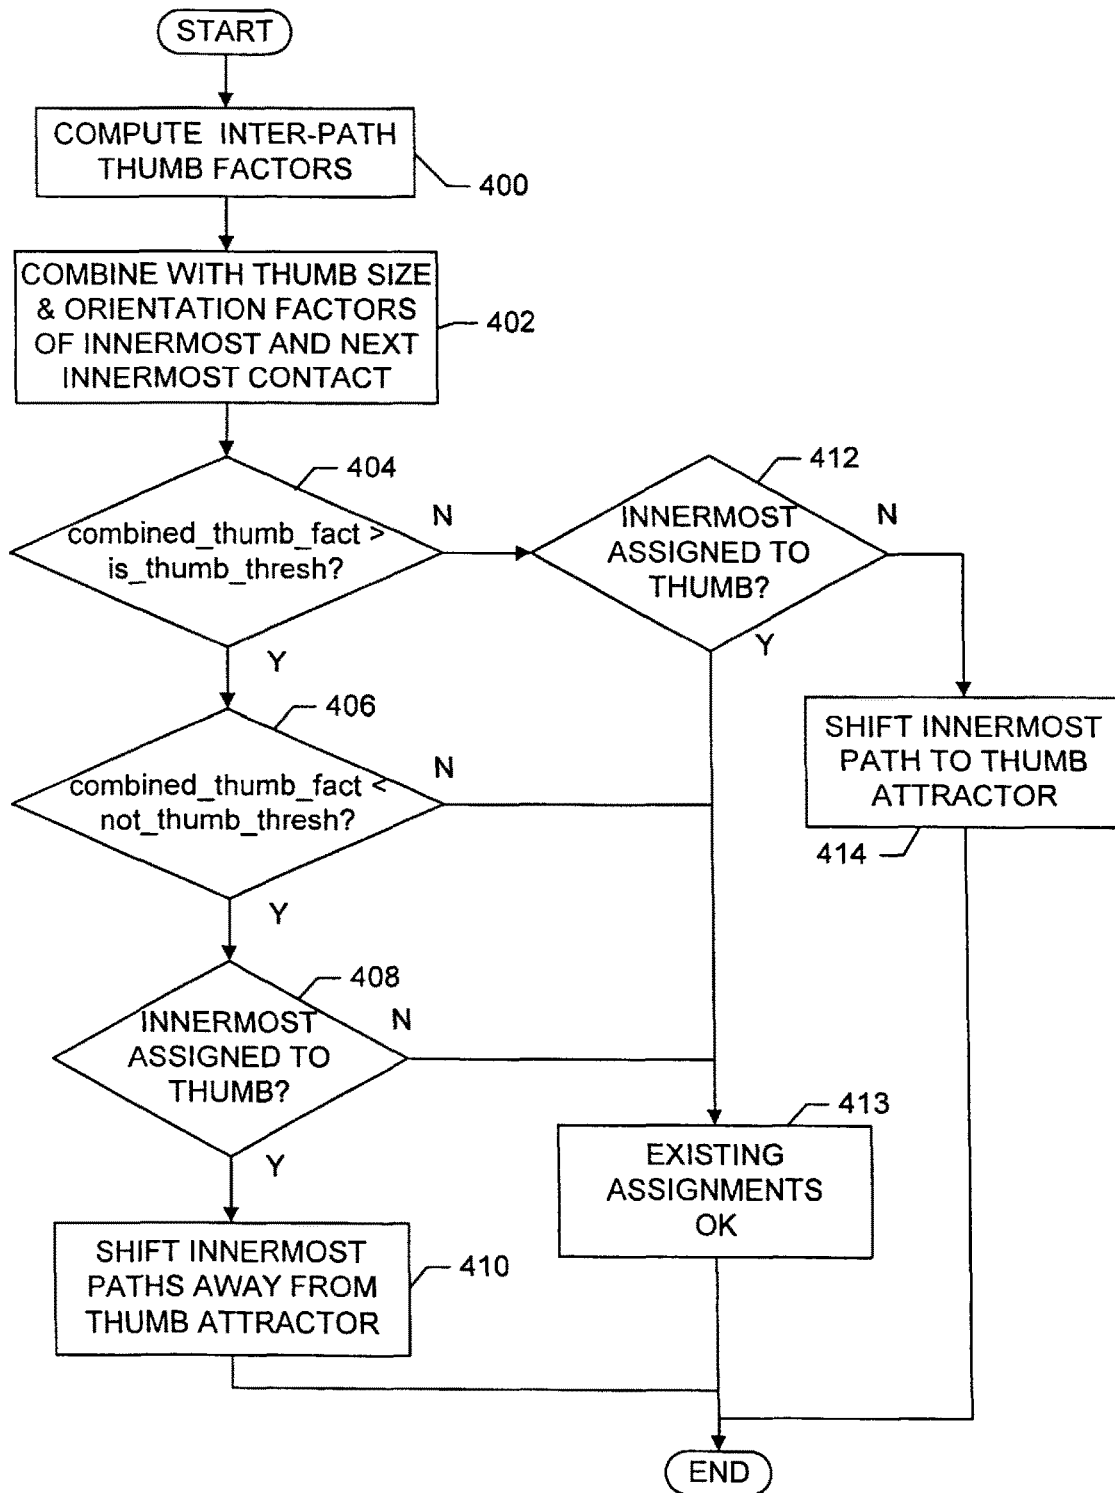 START
COMPUTE INTER-PATH
THUMB FACTORS
400
COMBINE WITH THUMB SIZE
& ORIENTATION FACTORS
OF INNERMOST AND NEXT
INNERMOST CONTACT
402
404
combined_thumb_fact >
is_thumb_thresh?
N
Y
412
INNERMOST
ASSIGNED TO
THUMB?
N
Y
406
combined_thumb_fact <
not_thumb_thresh?
N
Y
SHIFT INNERMOST
PATH TO THUMB
ATTRACTOR
414
408
INNERMOST
ASSIGNED TO
THUMB?
N
Y
413
EXISTING
ASSIGNMENTS
OK
SHIFT INNERMOST
PATHS AWAY FROM
THUMB ATTRACTOR
410
END